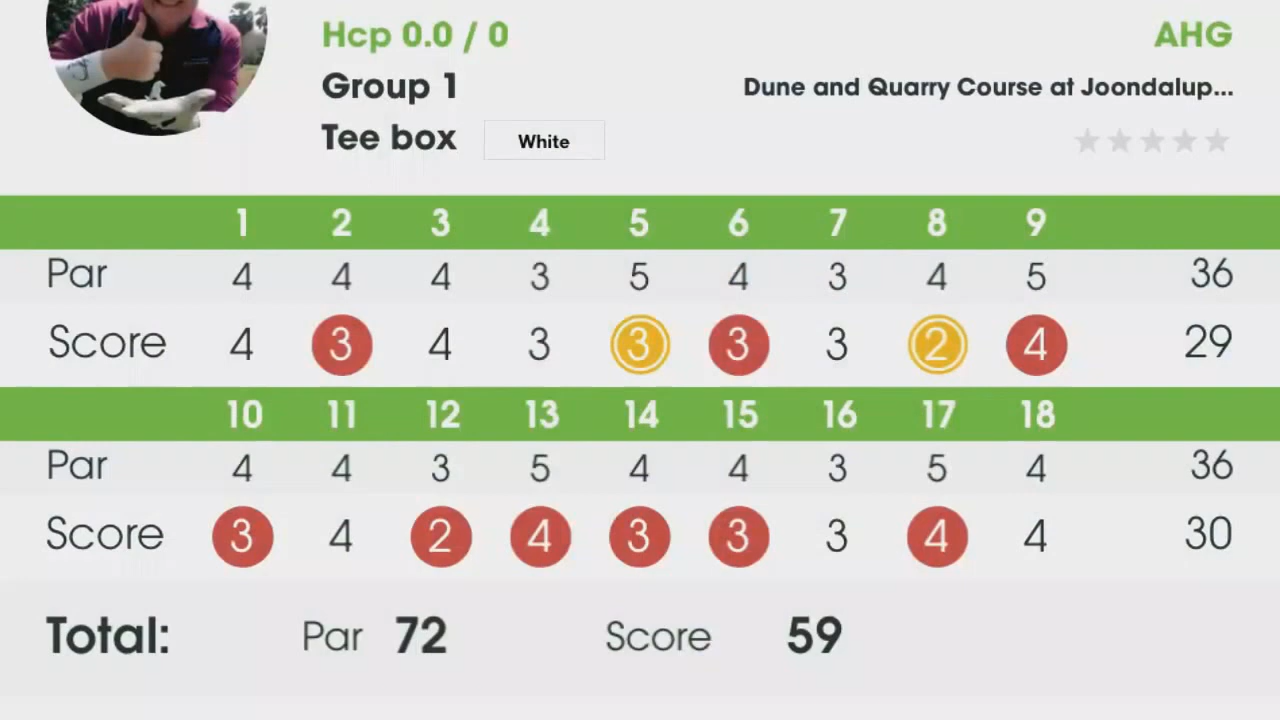 Hcp 0.0 / 0 AHG
Group 1 Dune and Quarry Course at Joondalup...
Tee box White
1 2 3 4 5 6 7 8 9
Par 4 4 4 3 5 4 3 4 5 36
Score 4 3 4 3 3 3 3 2 4 29
10 11 12 13 14 15 16 17 18
Par 4 4 3 5 4 4 3 5 4 36
Score 3 4 2 4 3 3 3 4 4 30
Total: Par 72 Score 59